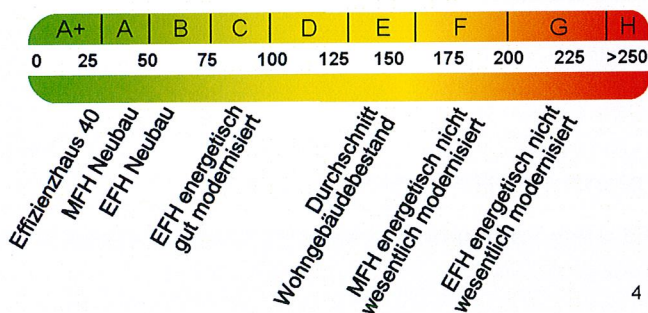 A+ A B C D E F G H
0 25 50 75 100 125 150 175 200 225 >250
Effizienzhaus 40
MFH Neubau
EFH Neubau
EFH energetisch
gut modernisiert
Durchschnitt
Wohngebäudebestand
MFH energetisch nicht
wesentlich modernisiert
EFH energetisch nicht
wesentlich modernisiert
4